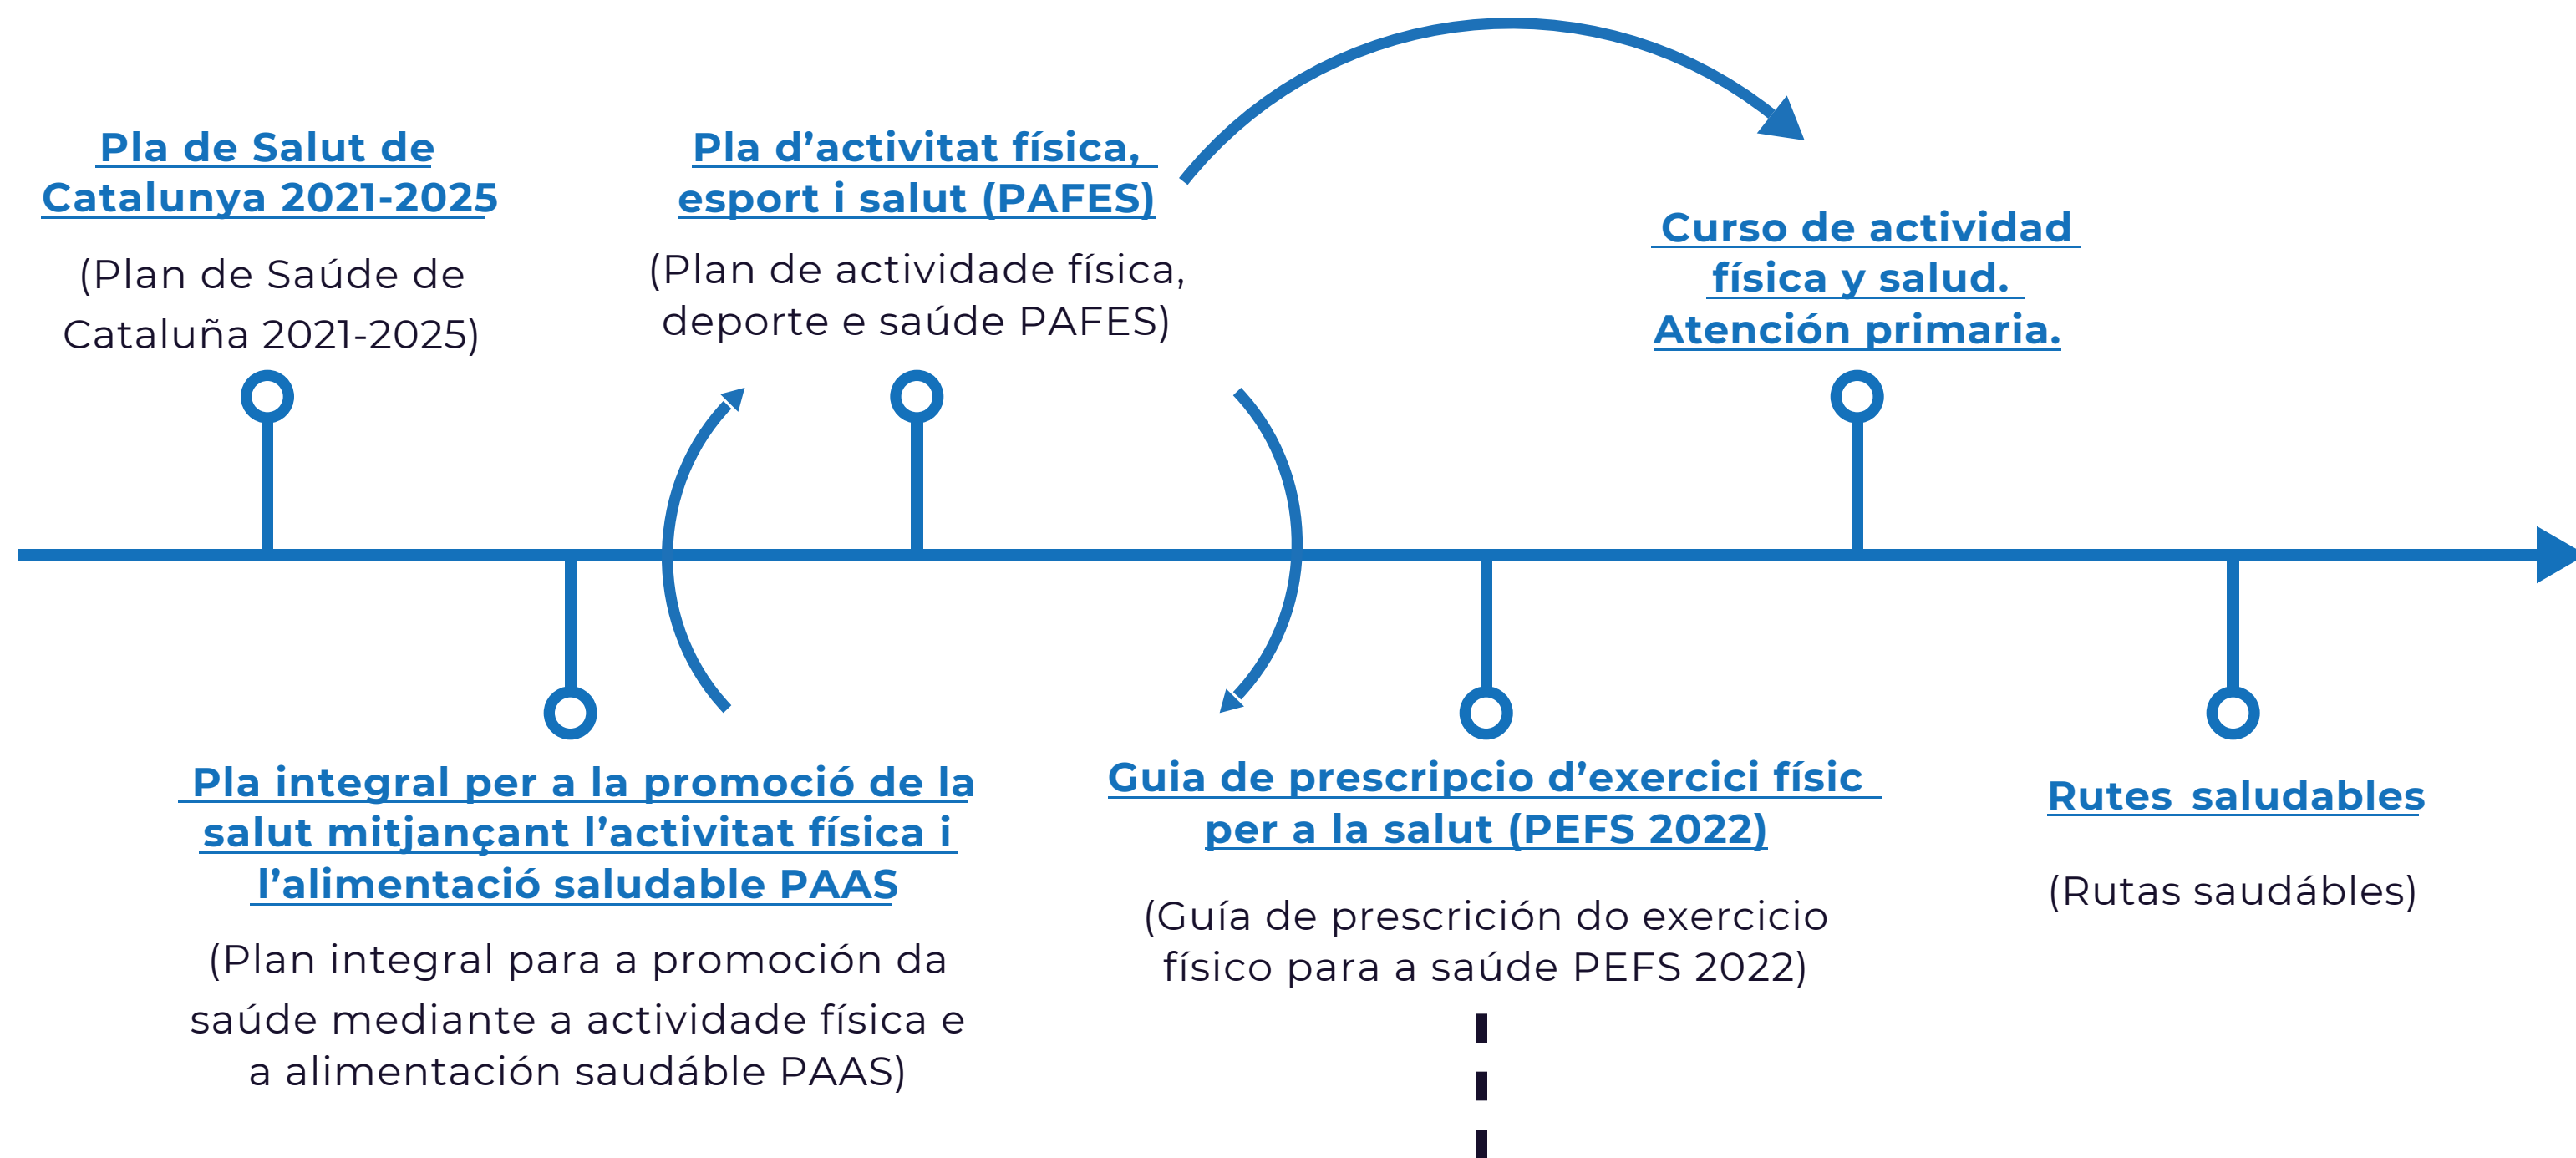 Pla de Salut de
Catalunya 2021-2025
(Plan de Saúde de
Cataluña 2021-2025)
Pla d’activitat física,
esport i salut (PAFES)
(Plan de actividade física,
deporte e saúde PAFES)
Curso de actividad
física y salud.
Atención primaria.
Pla integral per a la promoció de la
salut mitjançant l’activitat física i
l’alimentació saludable PAAS
(Plan integral para a promoción da
saúde mediante a actividade física e
a alimentación saudáble PAAS)
Guia de prescripcio d’exercici físic
per a la salut (PEFS 2022)
(Guía de prescrición do exercicio
físico para a saúde PEFS 2022)
Rutes saludables
(Rutas saudábles)